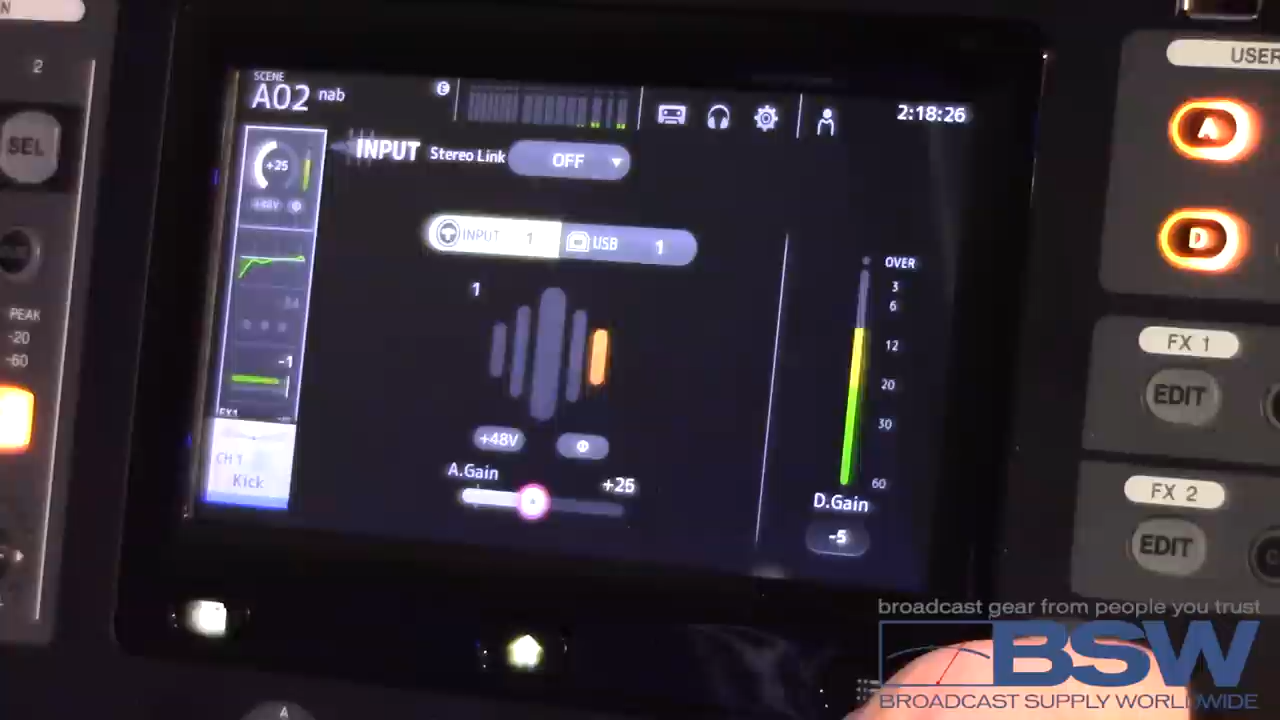 2
SEL
PEAK
-20
-60
SCENE
A02 nab
E
2:18:26
+25
+48V
-1
FX1
CH 1
Kick
INPUT Stereo Link OFF
INPUT 1 USB 1
1
+48V
A.Gain +26
OVER
3
6
12
20
30
60
D.Gain
-5
A
USER
A
D
FX 1
EDIT
FX 2
EDIT
broadcast gear from people you trust
BSW
BROADCAST SUPPLY WORLDWIDE